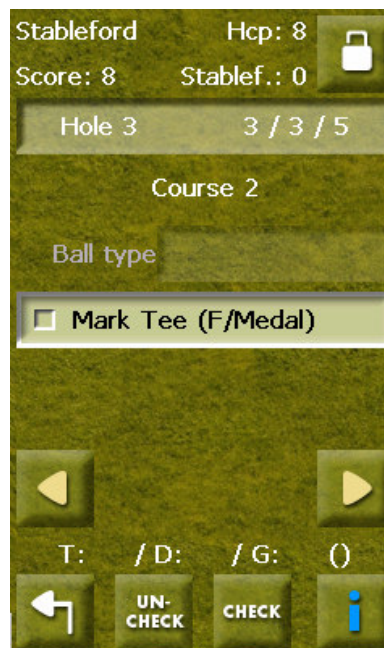 Stableford Hcp: 8
Score: 8 Stablef.: 0
Hole 3 3 / 3 / 5
Course 2
Ball type
Mark Tee (F/Medal)
T: / D: / G: ()
UN-
CHECK CHECK i